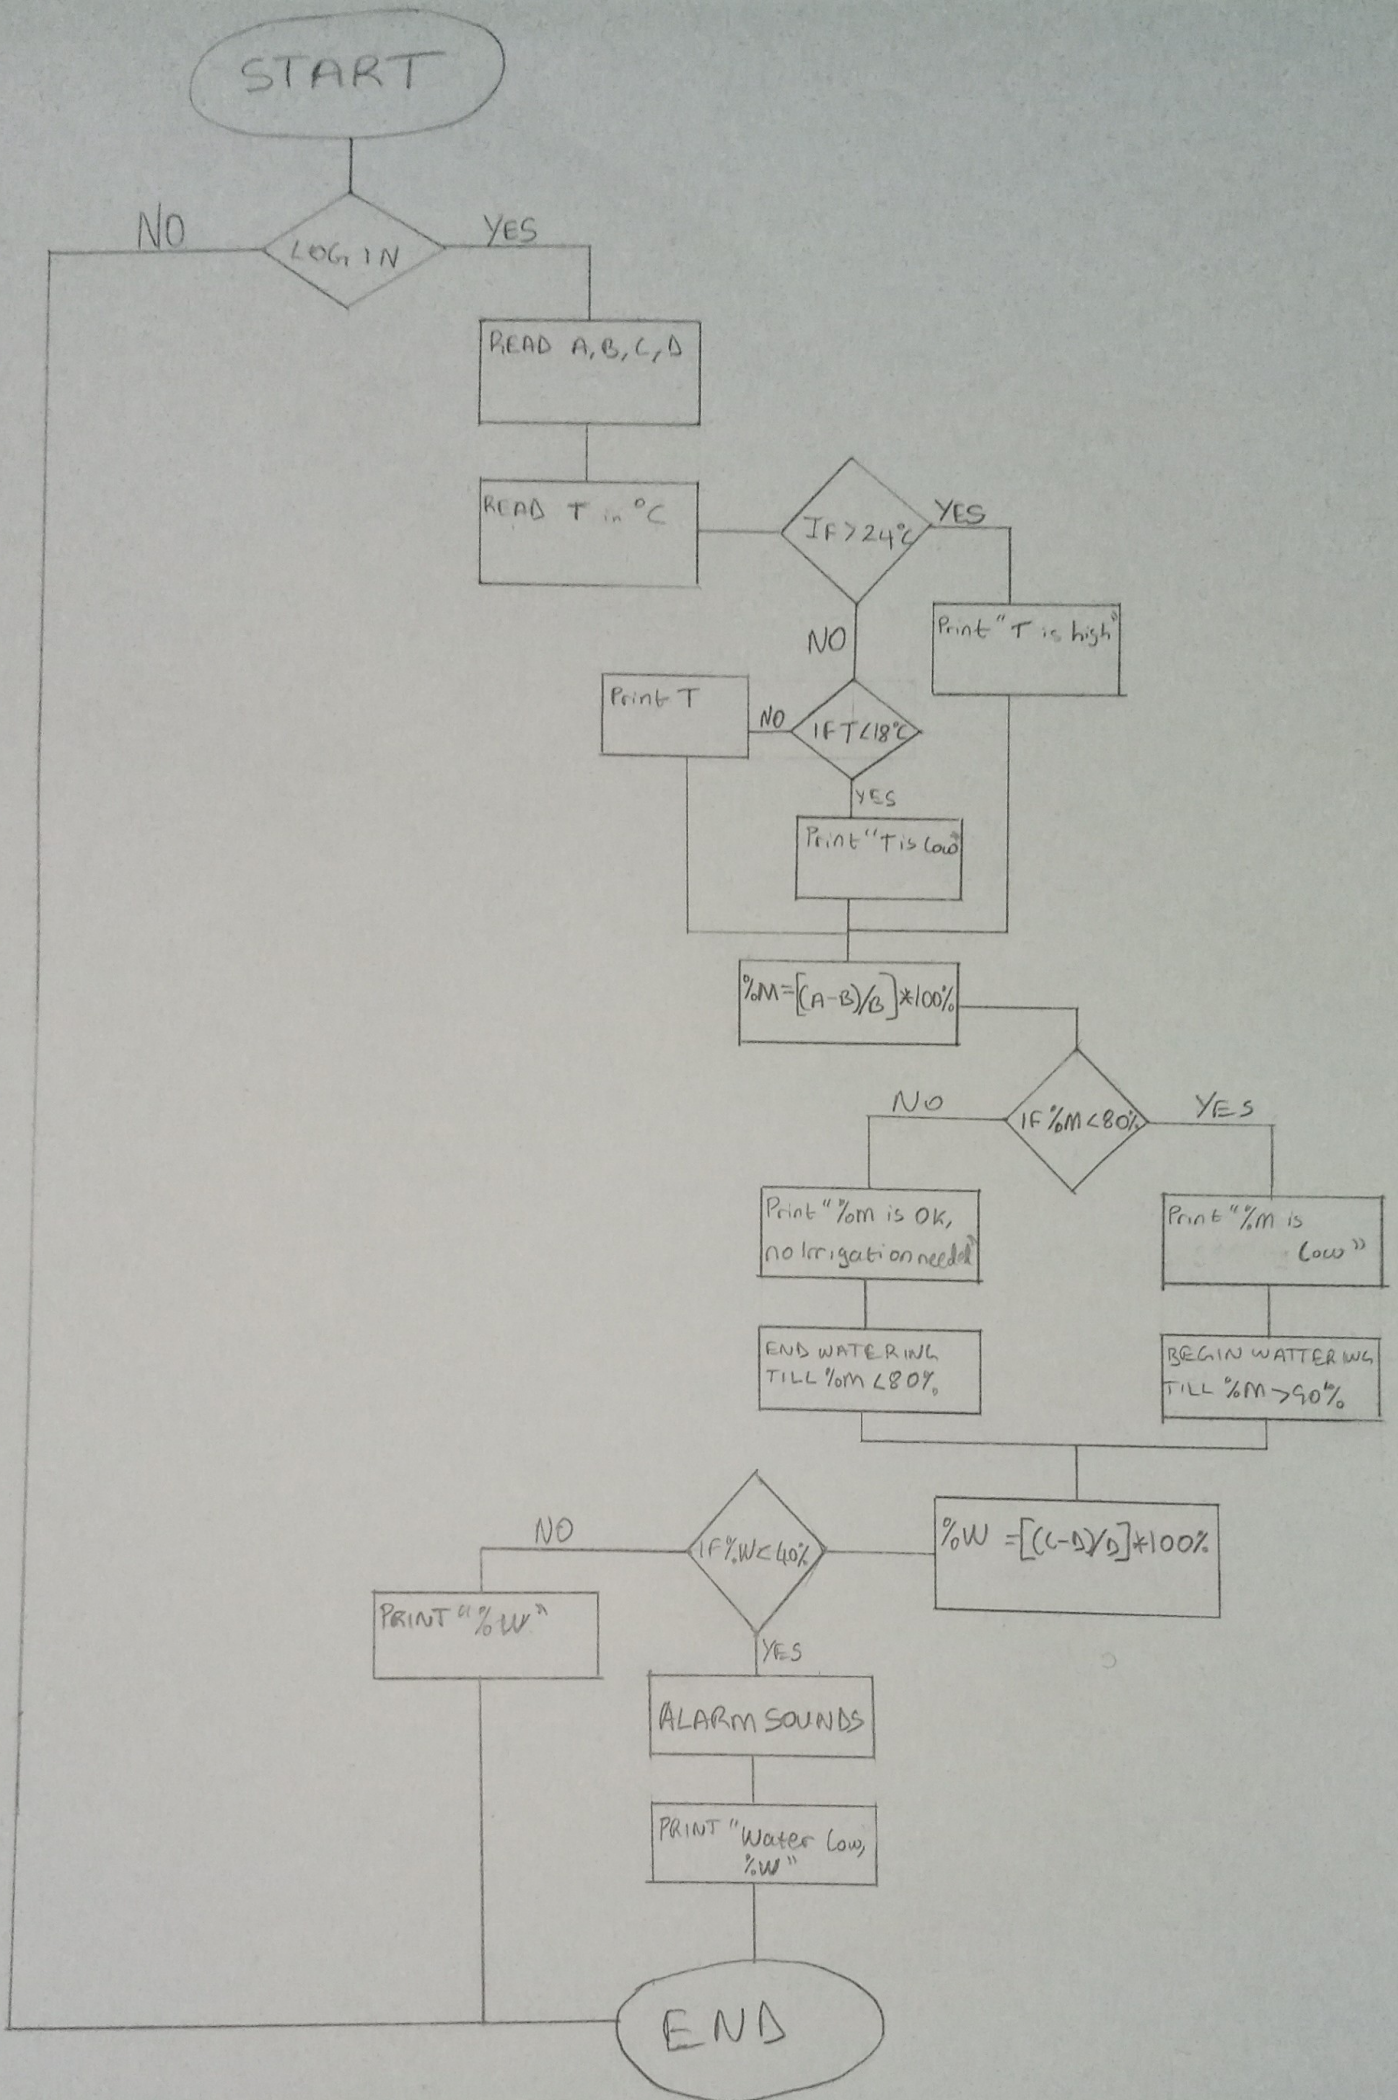 START
NO
YES
LOG IN
READ A, B, C, D
READ T in °C
IF > 24°C
YES
NO
Print "T is high"
Print T
NO
IF T < 18°C
YES
Print "T is low"
%M = [(A-B)/B] * 100%
NO
YES
IF %M < 80%
Print "%M is OK,
no Irrigation needed"
Print "%M is
low"
END WATERING
TILL %M < 80%
BEGIN WATTERING
TILL %M > 90%
NO
IF %W < 40%
%W = [(C-D)/D] * 100%
PRINT "%W"
YES
ALARM SOUNDS
PRINT "Water low,
%W"
END